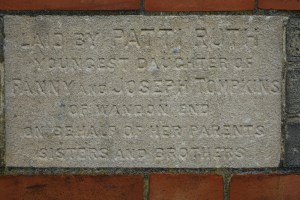 LAID BY PATTI RUTH
YOUNGEST DAUGHTER OF
FANNY AND JOSEPH TOMPKINS
OF WANDON END
ON BEHALF OF HER PARENTS
SISTERS AND BROTHERS